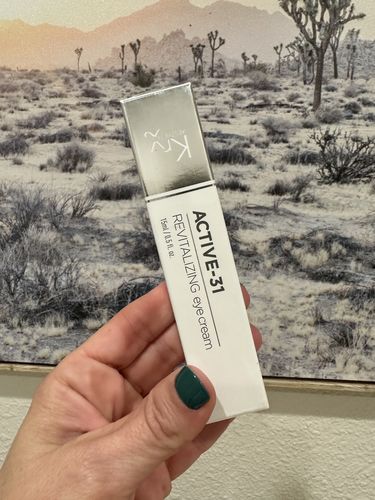 ACTIVE-31
REVITALIZING eye cream
15ml / 0.5 fl. oz.